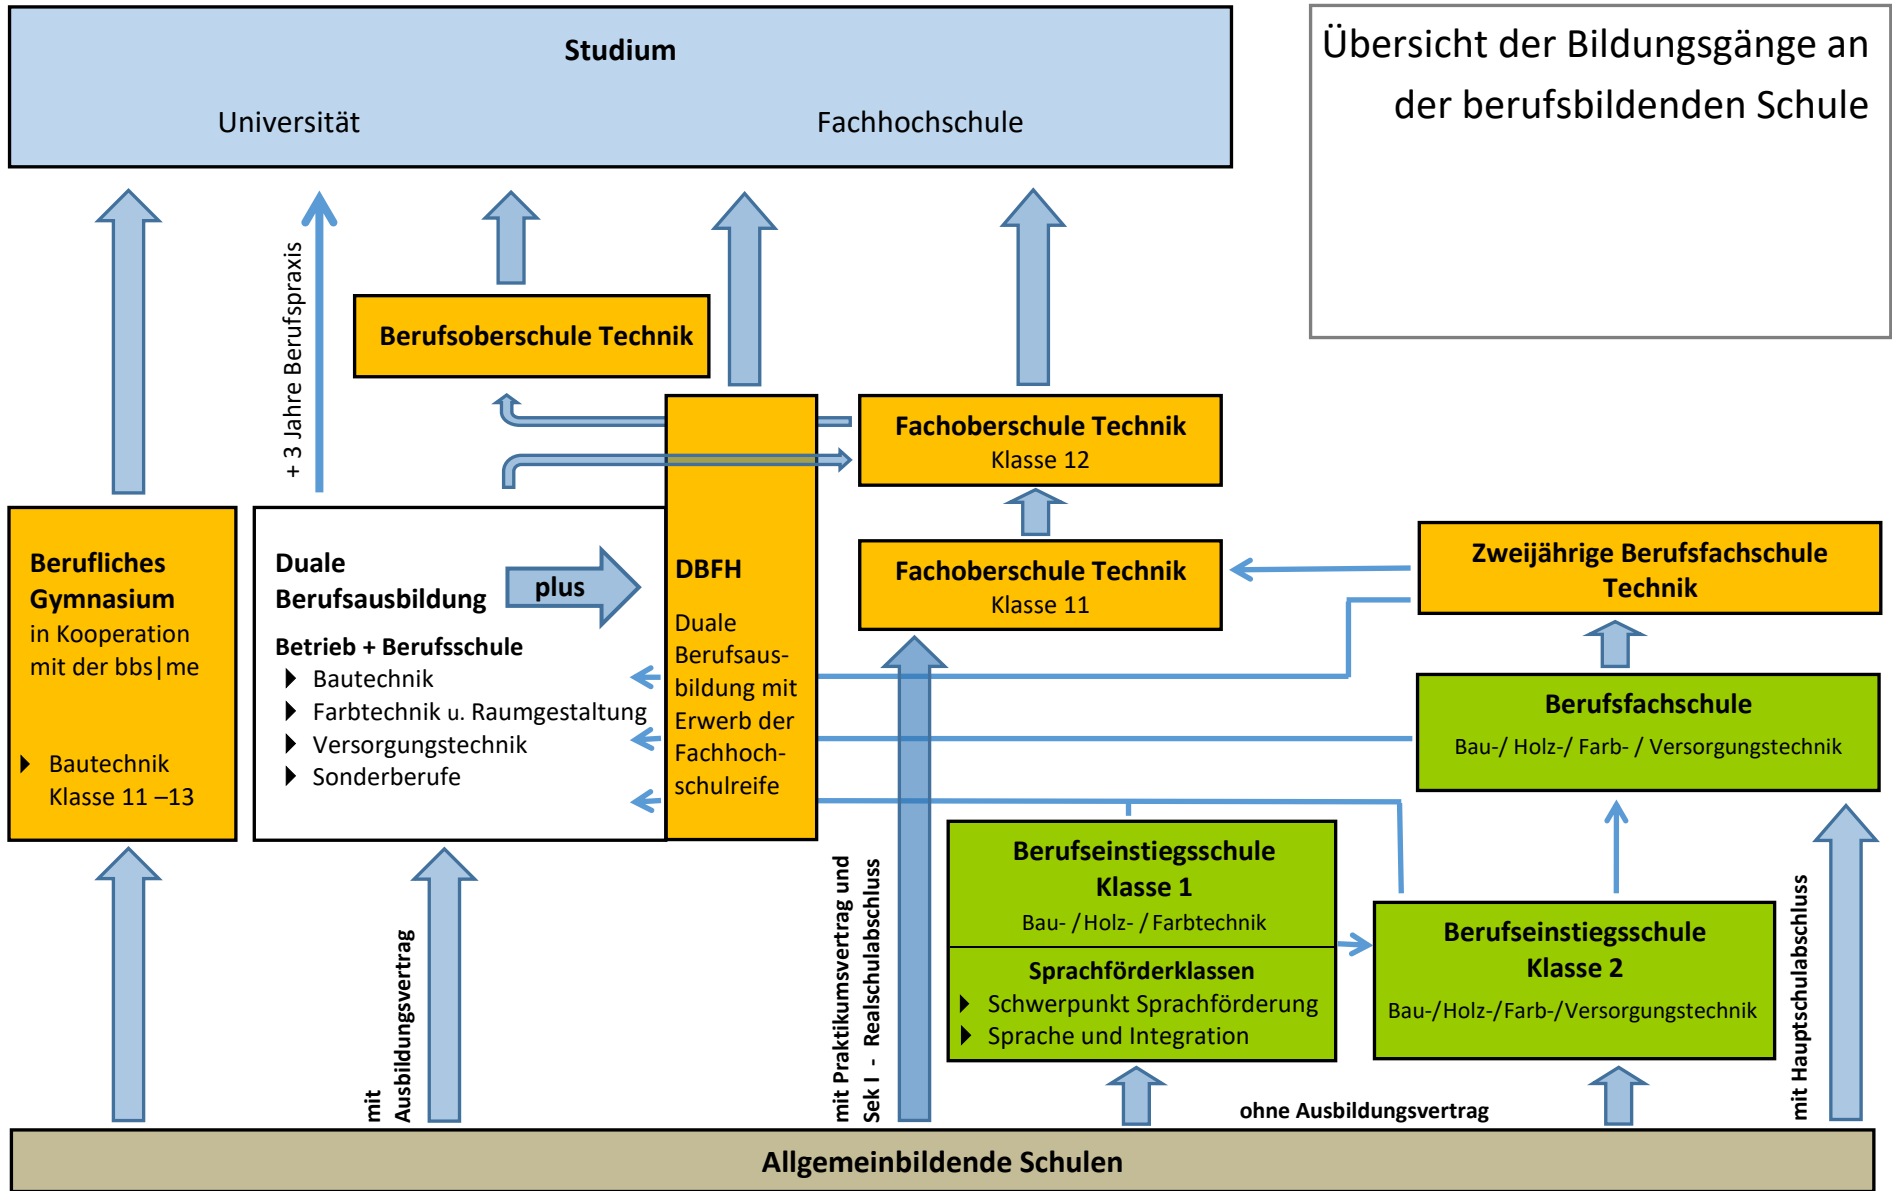 Übersicht der Bildungsgänge an
der berufsbildenden Schule
Studium
Universität
Fachhochschule
+ 3 Jahre Berufspraxis
Berufsoberschule Technik
Fachoberschule Technik
Klasse 12
Berufliches
Gymnasium
in Kooperation
mit der bbs|me
Bautechnik
Klasse 11 –13
Duale
Berufsausbildung
plus
Betrieb + Berufsschule
Bautechnik
Farbtechnik u. Raumgestaltung
Versorgungstechnik
Sonderberufe
DBFH
Duale
Berufsaus-
bildung mit
Erwerb der
Fachhoch-
schulreife
Fachoberschule Technik
Klasse 11
Zweijährige Berufsfachschule
Technik
Berufsfachschule
Bau-/ Holz-/ Farb- / Versorgungstechnik
Berufseinstiegsschule
Klasse 1
Bau- / Holz- / Farbtechnik
Sprachförderklassen
Schwerpunkt Sprachförderung
Sprache und Integration
Berufseinstiegsschule
Klasse 2
Bau-/Holz-/Farb-/Versorgungstechnik
mit
Ausbildungsvertrag
mit Praktikumsvertrag und
Sek I - Realschulabschluss
ohne Ausbildungsvertrag
mit Hauptschulabschluss
Allgemeinbildende Schulen